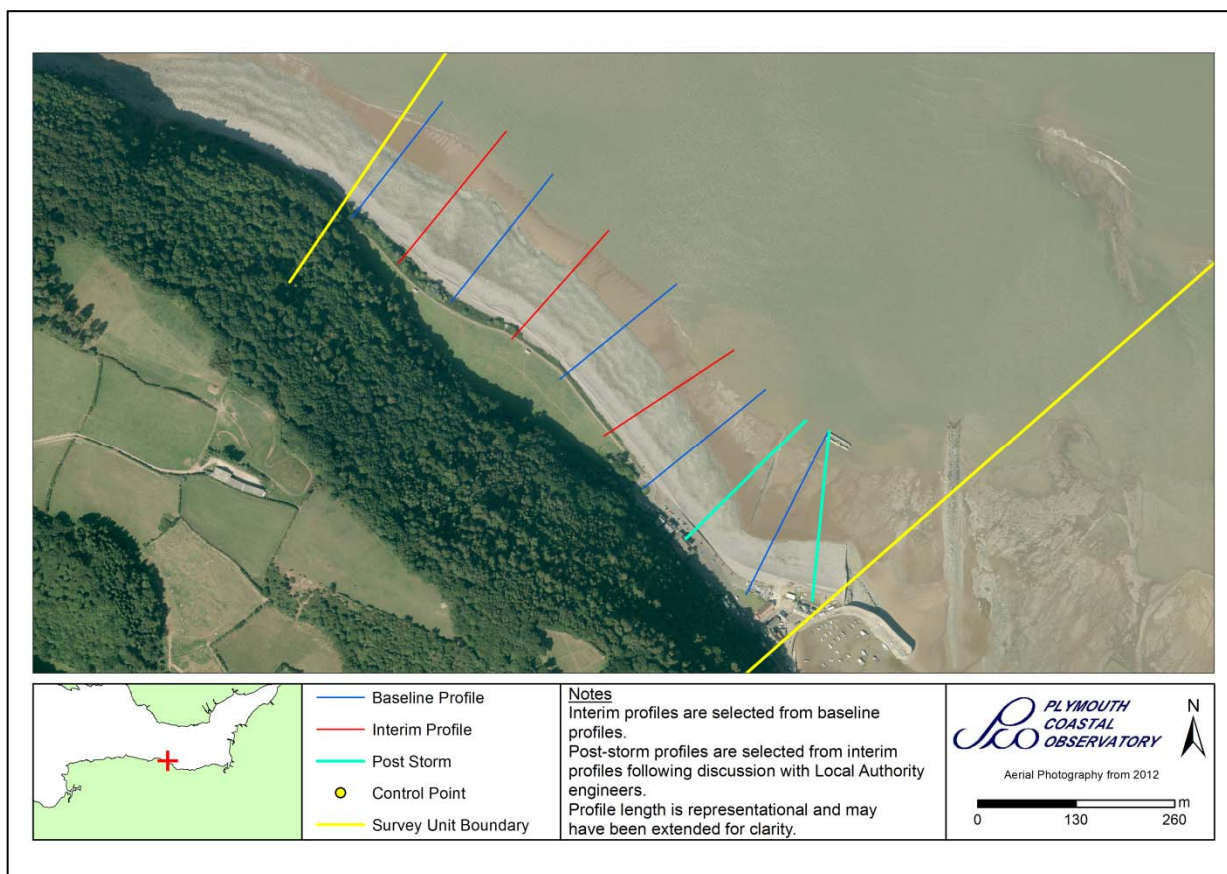 Baseline Profile
Interim Profile
Post Storm
Control Point
Survey Unit Boundary
Notes
Interim profiles are selected from baseline
profiles.
Post-storm profiles are selected from interim
profiles following discussion with Local Authority
engineers.
Profile length is representational and may
have been extended for clarity.
PLYMOUTH
COASTAL
OBSERVATORY
N
Aerial Photography from 2012
m
0 130 260